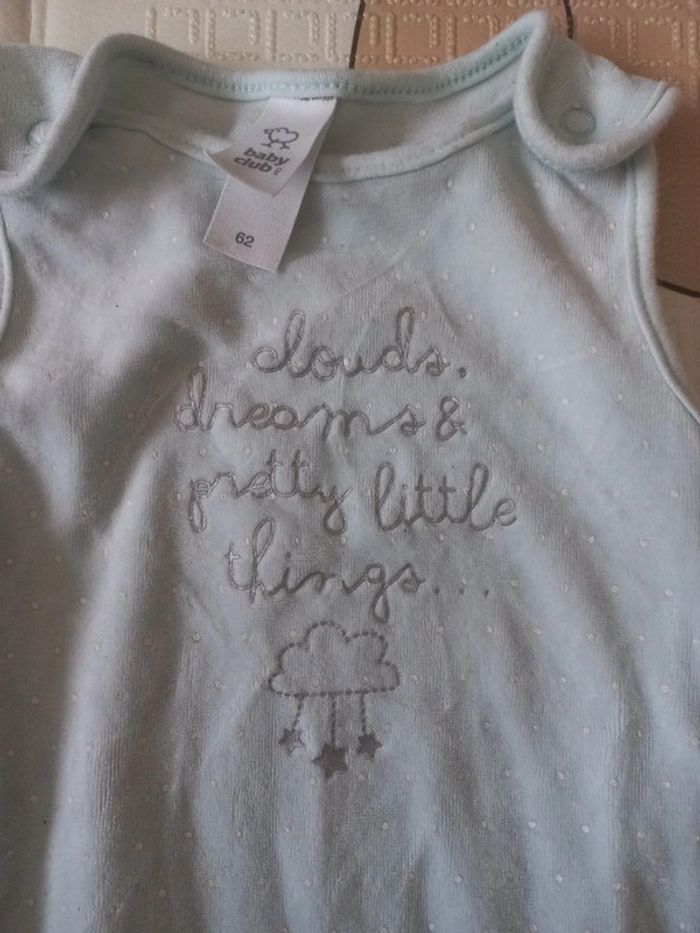 baby
club
62
clouds,
dreams &
pretty little
things...